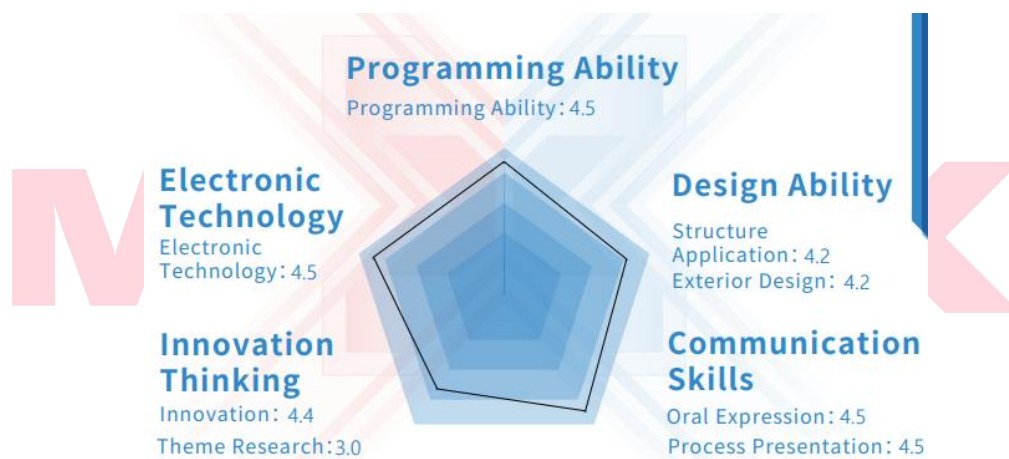 Programming Ability
Programming Ability: 4.5
Electronic
Technology
Electronic
Technology: 4.5
Design Ability
Structure
Application: 4.2
Exterior Design: 4.2
Innovation
Thinking
Innovation: 4.4
Theme Research:3.0
Communication
Skills
Oral Expression: 4.5
Process Presentation: 4.5